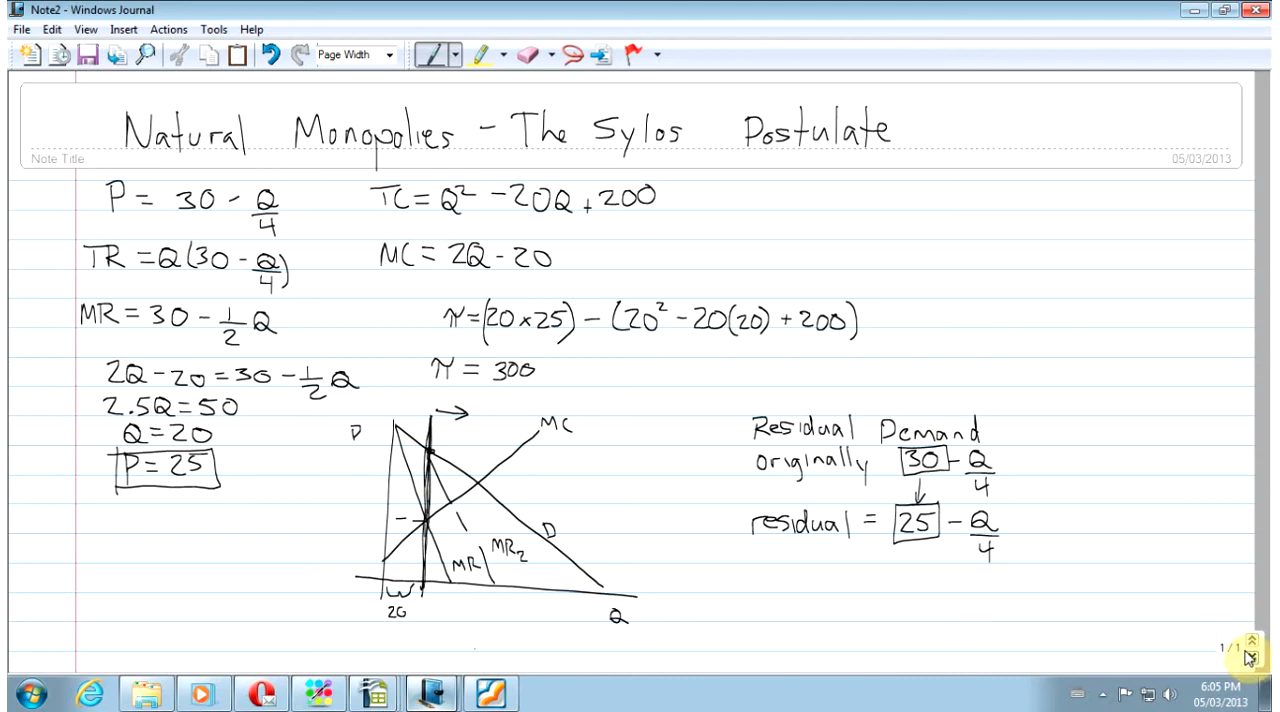 Note2 - Windows Journal
File Edit View Insert Actions Tools Help
Page Width
Natural Monopolies - The Sylos Postulate
Note Title
05/03/2013
P = 30 - Q/4
TC = Q² - 20Q + 200
TR = Q(30 - Q/4)
MC = 2Q - 20
MR = 30 - 1/2 Q
π = (20 × 25) - (20² - 20(20) + 200)
2Q - 20 = 30 - 1/2 Q
π = 300
2.5Q = 50
Q = 20
P = 25
P
MC
D
MR
MR₂
20
Q
Residual Demand
originally 30 - Q/4
residual = 25 - Q/4
1 / 1
6:05 PM
05/03/2013